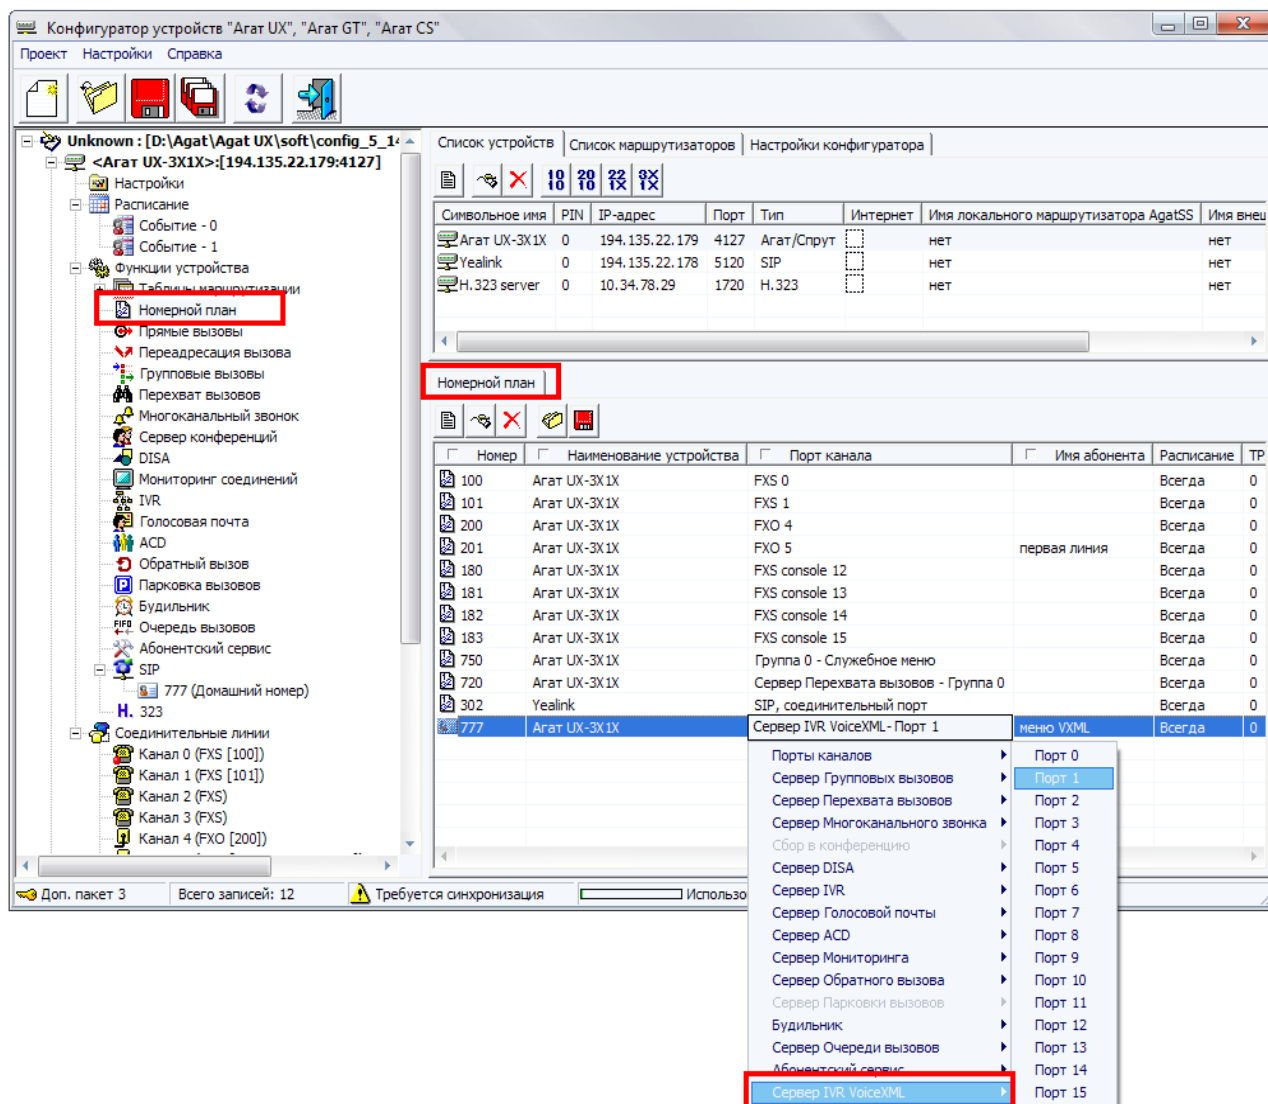 Конфигуратор устройств "Агат UX", "Агат GT", "Агат CS"
Проект Настройки Справка
Unknown : [D:\Agat\Agat UX\soft\config_5_14
<Агат UX-3X1X>:[194.135.22.179:4127]
Настройки
Расписание
Событие - 0
Событие - 1
Функции устройства
Таблицы маршрутизации
Номерной план
Прямые вызовы
Переадресация вызова
Групповые вызовы
Перехват вызовов
Многоканальный звонок
Сервер конференций
DISA
Мониторинг соединений
IVR
Голосовая почта
ACD
Обратный вызов
Парковка вызовов
Будильник
Очередь вызовов
Абонентский сервис
SIP
777 (Домашний номер)
H. 323
Соединительные линии
Канал 0 (FXS [100])
Канал 1 (FXS [101])
Канал 2 (FXS)
Канал 3 (FXS)
Канал 4 (FXO [200])
Список устройств Список маршрутизаторов Настройки конфигуратора
Символьное имя PIN IP-адрес Порт Тип Интернет Имя локального маршрутизатора AgatSS Имя внеш
Агат UX-3X1X 0 194.135.22.179 4127 Агат/Спрут нет нет
Yealink 0 194.135.22.178 5120 SIP нет нет
H.323 server 0 10.34.78.29 1720 H.323 нет нет
Номерной план
Номер Наименование устройства Порт канала Имя абонента Расписание ТР
100 Агат UX-3X1X FXS 0 Всегда 0
101 Агат UX-3X1X FXS 1 Всегда 0
200 Агат UX-3X1X FXO 4 Всегда 0
201 Агат UX-3X1X FXO 5 первая линия Всегда 0
180 Агат UX-3X1X FXS console 12 Всегда 0
181 Агат UX-3X1X FXS console 13 Всегда 0
182 Агат UX-3X1X FXS console 14 Всегда 0
183 Агат UX-3X1X FXS console 15 Всегда 0
750 Агат UX-3X1X Группа 0 - Служебное меню Всегда 0
720 Агат UX-3X1X Сервер Перехвата вызовов - Группа 0 Всегда 0
302 Yealink SIP, соединительный порт Всегда 0
777 Агат UX-3X1X Сервер IVR VoiceXML- Порт 1 меню VXML Всегда 0
Порты каналов
Сервер Групповых вызовов
Сервер Перехвата вызовов
Сервер Многоканального звонка
Сбор в конференцию
Сервер DISA
Сервер IVR
Сервер Голосовой почты
Сервер ACD
Сервер Мониторинга
Сервер Обратного вызова
Сервер Парковки вызовов
Будильник
Сервер Очереди вызовов
Абонентский сервис
Сервер IVR VoiceXML
Порт 0
Порт 1
Порт 2
Порт 3
Порт 4
Порт 5
Порт 6
Порт 7
Порт 8
Порт 9
Порт 10
Порт 11
Порт 12
Порт 13
Порт 14
Порт 15
Доп. пакет 3 Всего записей: 12 Требуется синхронизация Использо